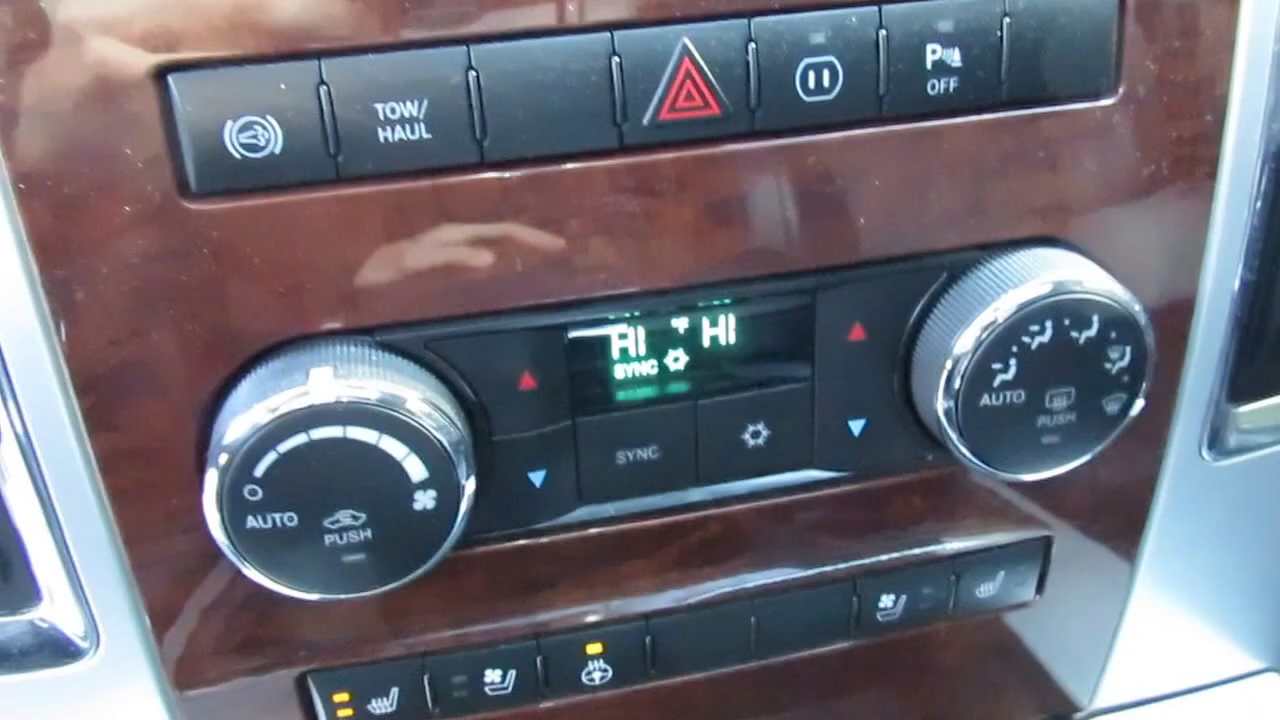 TOW/
HAUL
P
OFF
HI °F HI
SYNC
SYNC
AUTO
PUSH
AUTO
PUSH